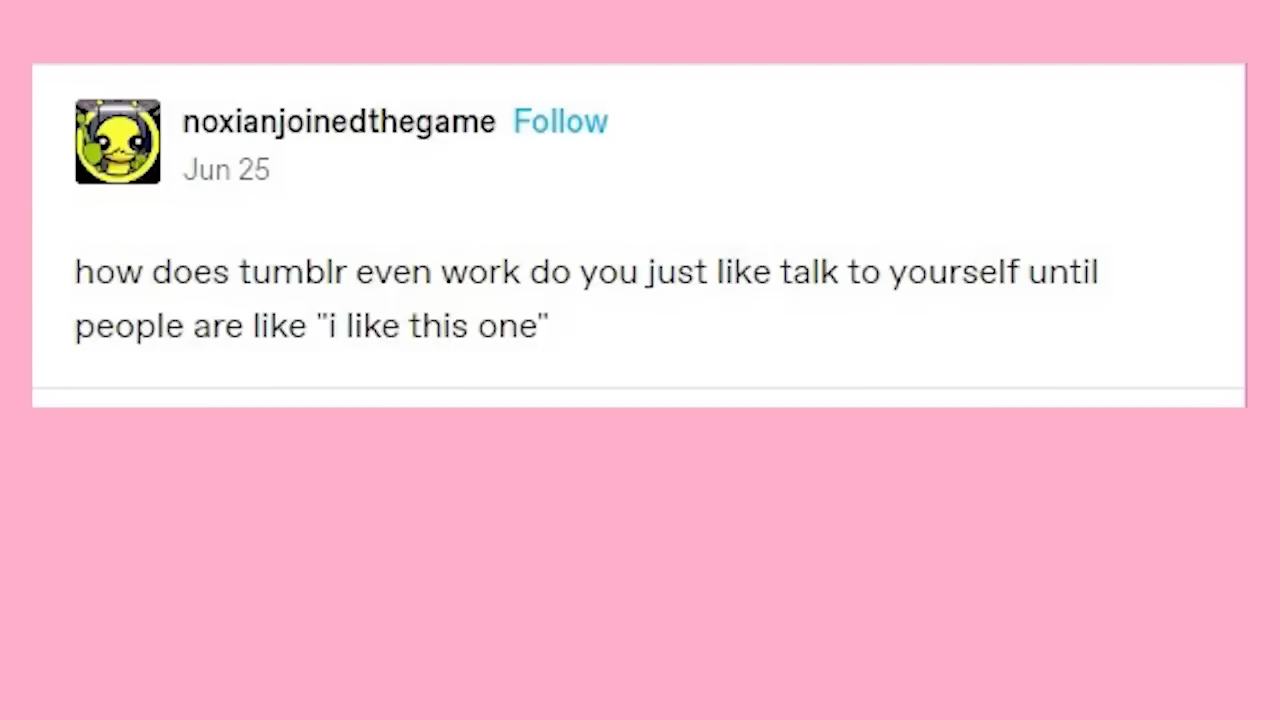 noxianjoinedthegame Follow
Jun 25
how does tumblr even work do you just like talk to yourself until
people are like "i like this one"